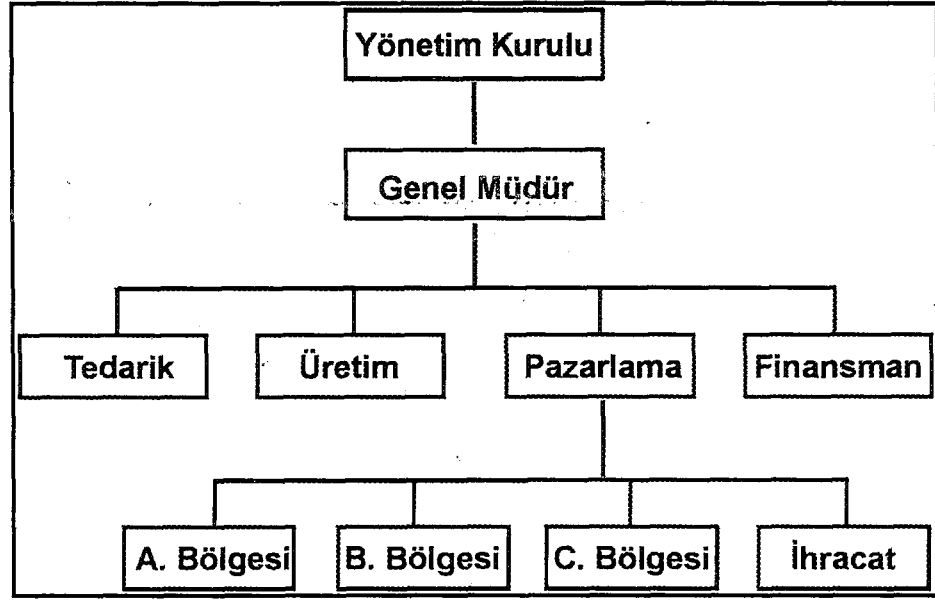 Yönetim Kurulu
Genel Müdür
Tedarik
Üretim
Pazarlama
Finansman
A. Bölgesi
B. Bölgesi
C. Bölgesi
İhracat